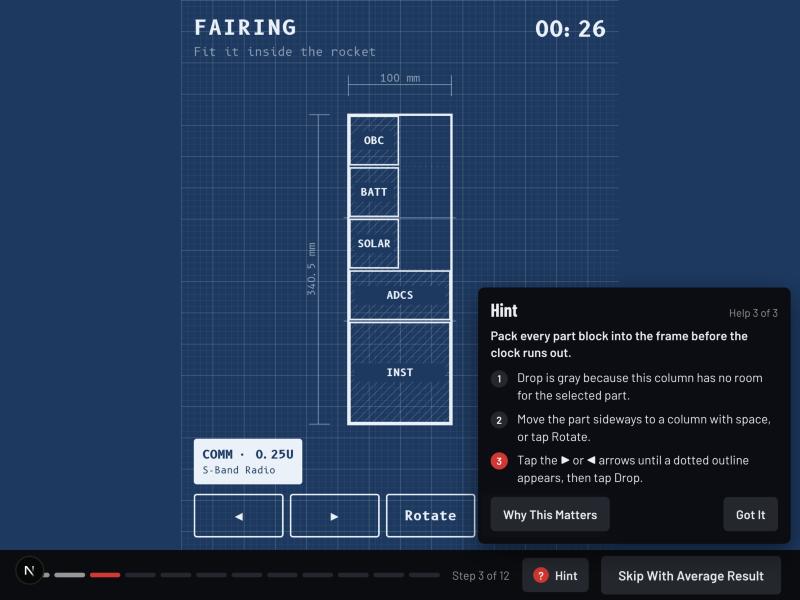 FAIRING
00: 26
Fit it inside the rocket
100 mm
OBC
BATT
SOLAR
340.5 mm
ADCS
INST
Hint
Help 3 of 3
Pack every part block into the frame before the
clock runs out.
1 Drop is gray because this column has no room
for the selected part.
2 Move the part sideways to a column with space,
or tap Rotate.
3 Tap the ▶ or ◀ arrows until a dotted outline
appears, then tap Drop.
Why This Matters
Got It
COMM · 0.25U
S-Band Radio
◀ ▶ Rotate
N
Step 3 of 12
? Hint
Skip With Average Result